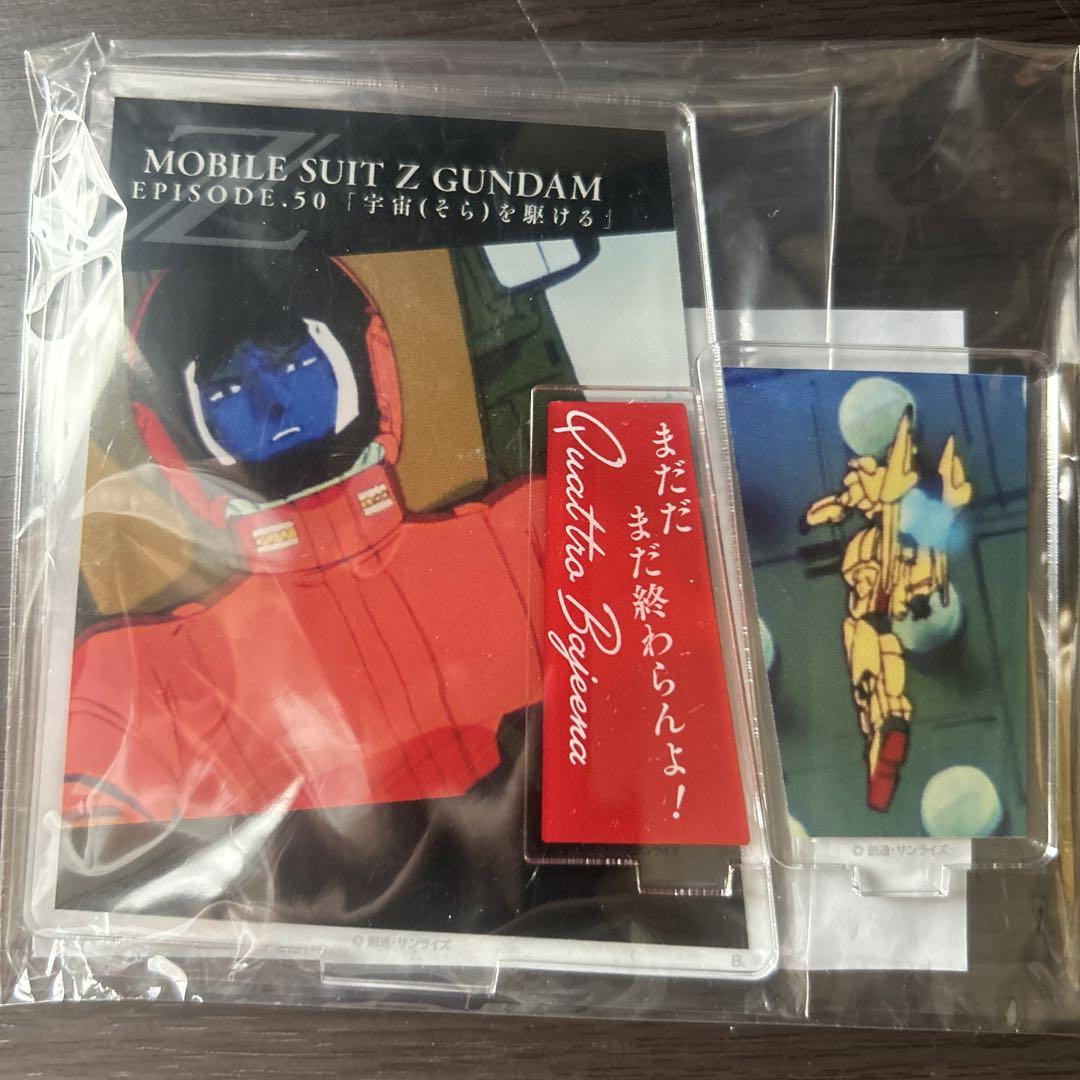 Z
MOBILE SUIT Z GUNDAM
EPISODE.50「宇宙(そら)を駆ける」
まだだ
まだ終わらんよ!
Quattro Bajeena
© 創通・サンライズ
© 創通・サンライズ
B.